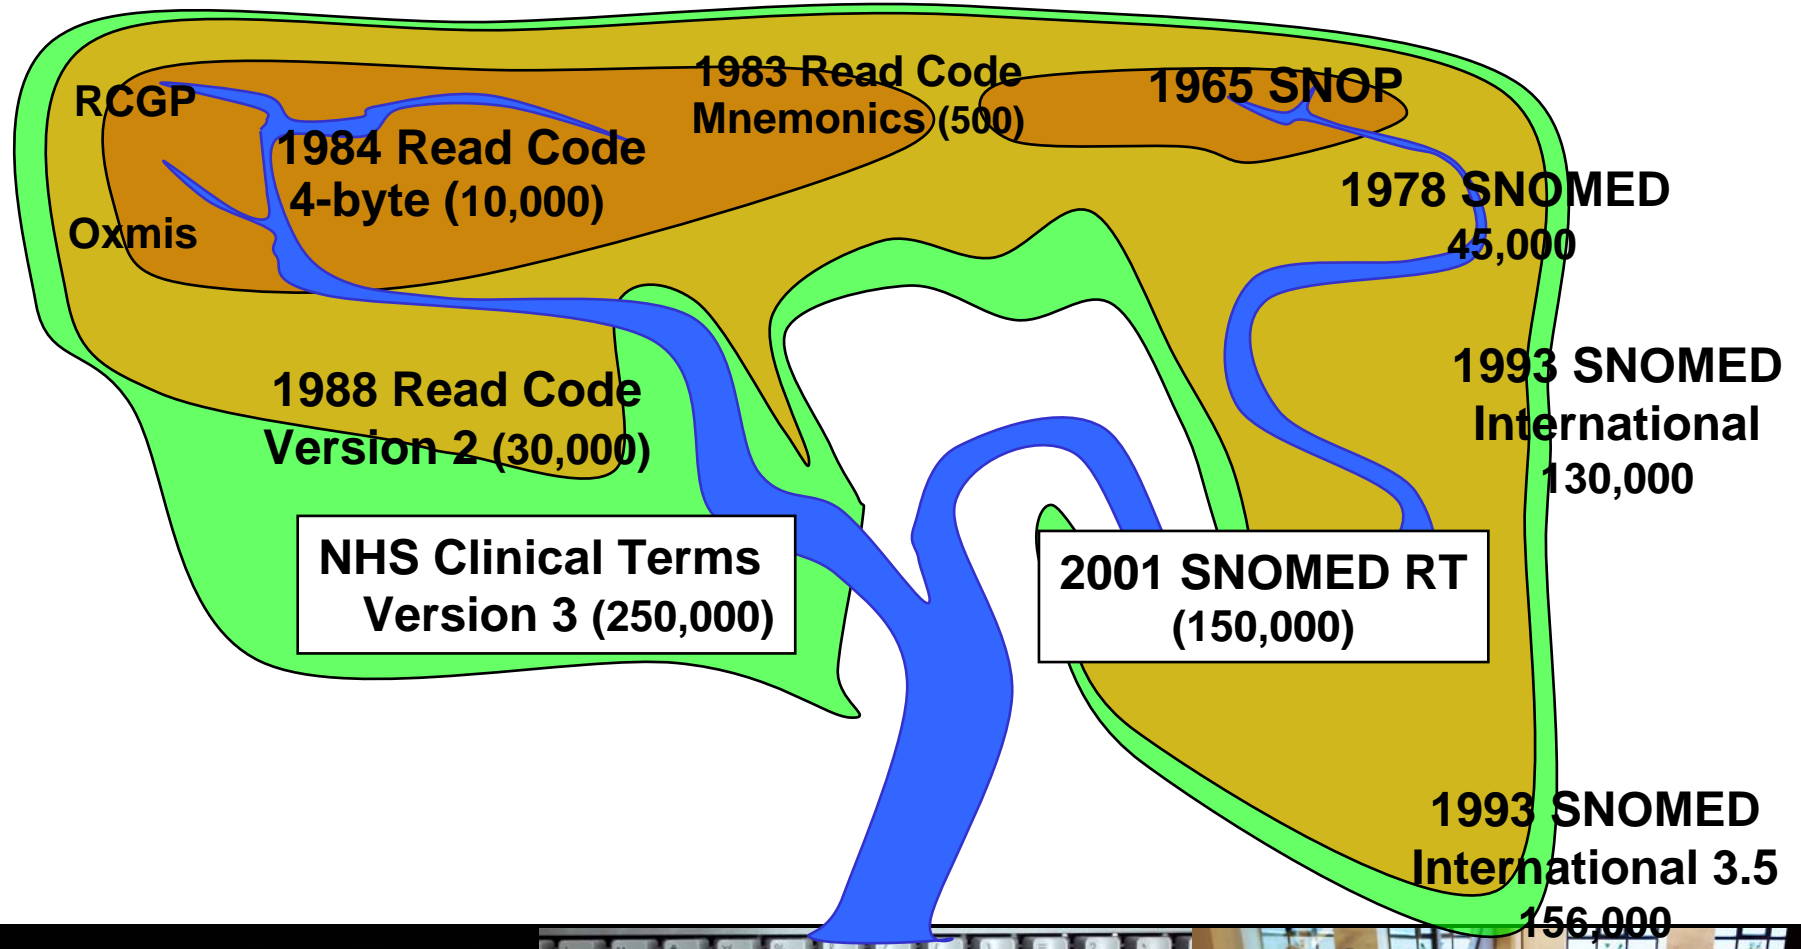 RCGP
1983 Read Code
Mnemonics (500)
1965 SNOP
1984 Read Code
4-byte (10,000)
Oxmis
1978 SNOMED
45,000
1988 Read Code
Version 2 (30,000)
1993 SNOMED
International
130,000
NHS Clinical Terms
Version 3 (250,000)
2001 SNOMED RT
(150,000)
1993 SNOMED
International 3.5
156,000